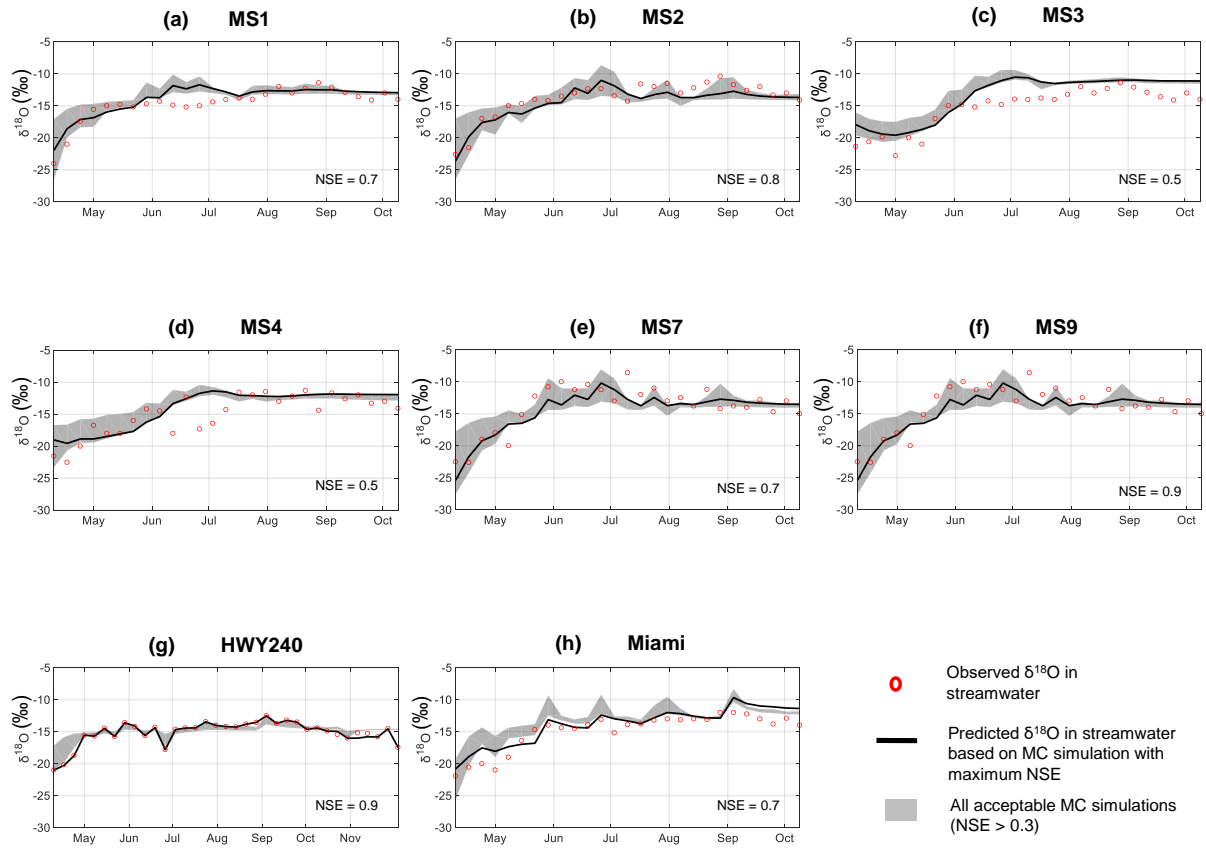 (a) MS1
(b) MS2
(c) MS3
-5
-10
-15
-20
-25
-30
δ18O (‰)
May Jun Jul Aug Sep Oct
NSE = 0.7
-5
-10
-15
-20
-25
-30
δ18O (‰)
May Jun Jul Aug Sep Oct
NSE = 0.8
-5
-10
-15
-20
-25
-30
δ18O (‰)
May Jun Jul Aug Sep Oct
NSE = 0.5
(d) MS4
(e) MS7
(f) MS9
-5
-10
-15
-20
-25
-30
δ18O (‰)
May Jun Jul Aug Sep Oct
NSE = 0.5
-5
-10
-15
-20
-25
-30
δ18O (‰)
May Jun Jul Aug Sep Oct
NSE = 0.7
-5
-10
-15
-20
-25
-30
δ18O (‰)
May Jun Jul Aug Sep Oct
NSE = 0.9
(g) HWY240
(h) Miami
-5
-10
-15
-20
-25
-30
δ18O (‰)
May Jun Jul Aug Sep Oct Nov
NSE = 0.9
-5
-10
-15
-20
-25
-30
δ18O (‰)
May Jun Jul Aug Sep Oct
NSE = 0.7
Observed δ18O in
streamwater
Predicted δ18O in streamwater
based on MC simulation with
maximum NSE
All acceptable MC simulations
(NSE > 0.3)